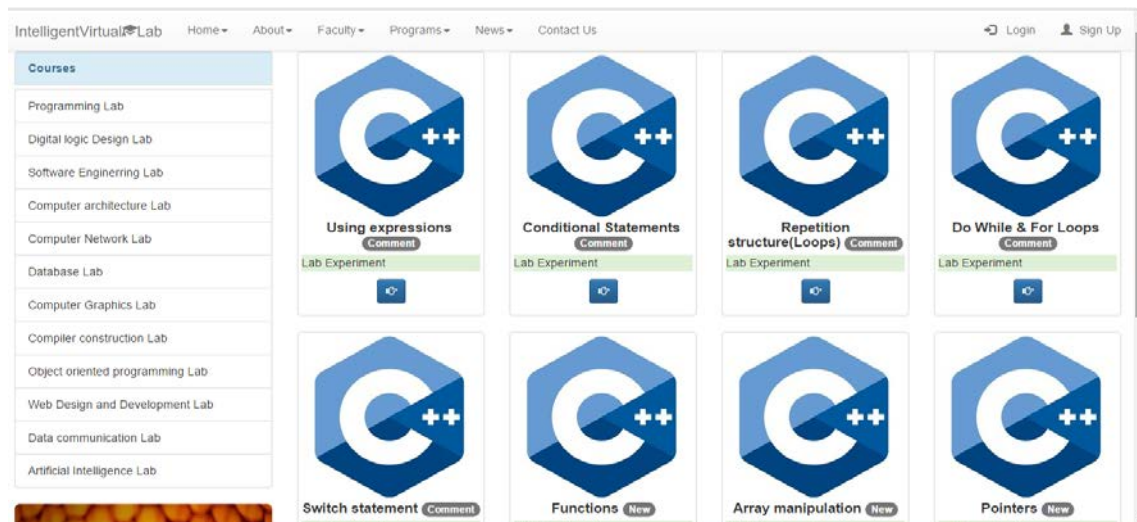 IntelligentVirtual Lab Home About Faculty Programs News Contact Us Login Sign Up
Courses
Programming Lab
Digital logic Design Lab
Software Enginerring Lab
Computer architecture Lab
Computer Network Lab
Database Lab
Computer Graphics Lab
Compiler construction Lab
Object oriented programming Lab
Web Design and Development Lab
Data communication Lab
Artificial Intelligence Lab
C++
Using expressions
Comment
Lab Experiment
C++
Conditional Statements
Comment
Lab Experiment
C++
Repetition
structure(Loops) Comment
Lab Experiment
C++
Do While & For Loops
Comment
Lab Experiment
C++
Switch statement Comment
C++
Functions New
C++
Array manipulation New
C++
Pointers New